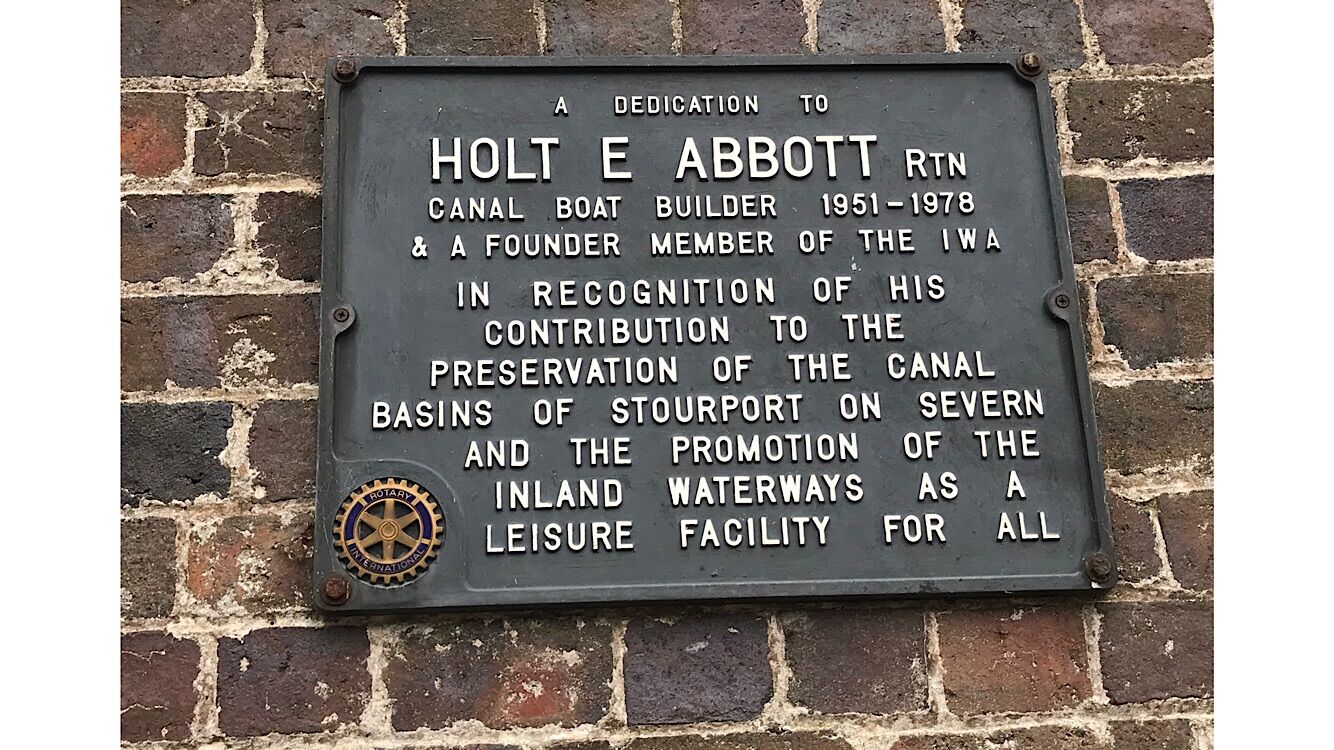 A DEDICATION TO
HOLT E ABBOTT RTN
CANAL BOAT BUILDER 1951-1978
& A FOUNDER MEMBER OF THE IWA
IN RECOGNITION OF HIS
CONTRIBUTION TO THE
PRESERVATION OF THE CANAL
BASINS OF STOURPORT ON SEVERN
AND THE PROMOTION OF THE
INLAND WATERWAYS AS A
LEISURE FACILITY FOR ALL
ROTARY
INTERNATIONAL